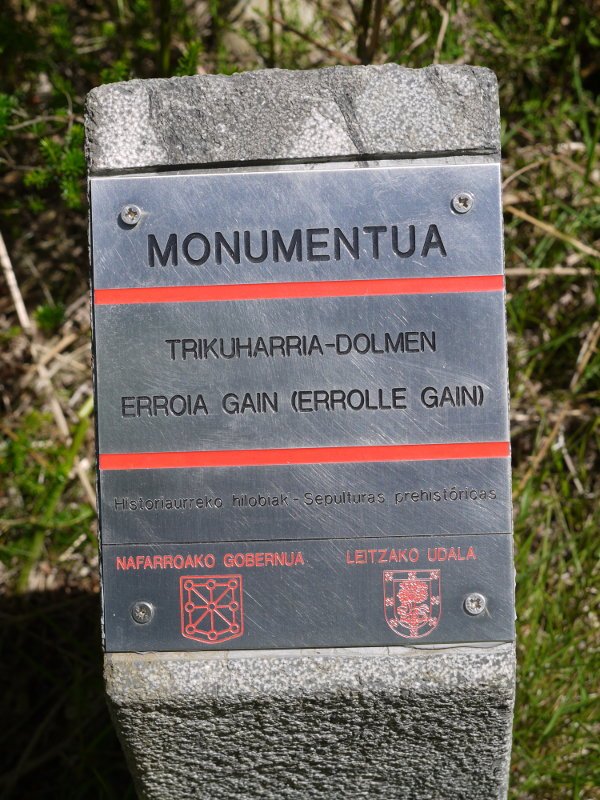 MONUMENTUA
TRIKUHARRIA-DOLMEN
ERROIA GAIN (ERROLLE GAIN)
Historiaurreko hilobiak - Sepulturas prehistóricas
NAFARROAKO GOBERNUA LEITZAKO UDALA